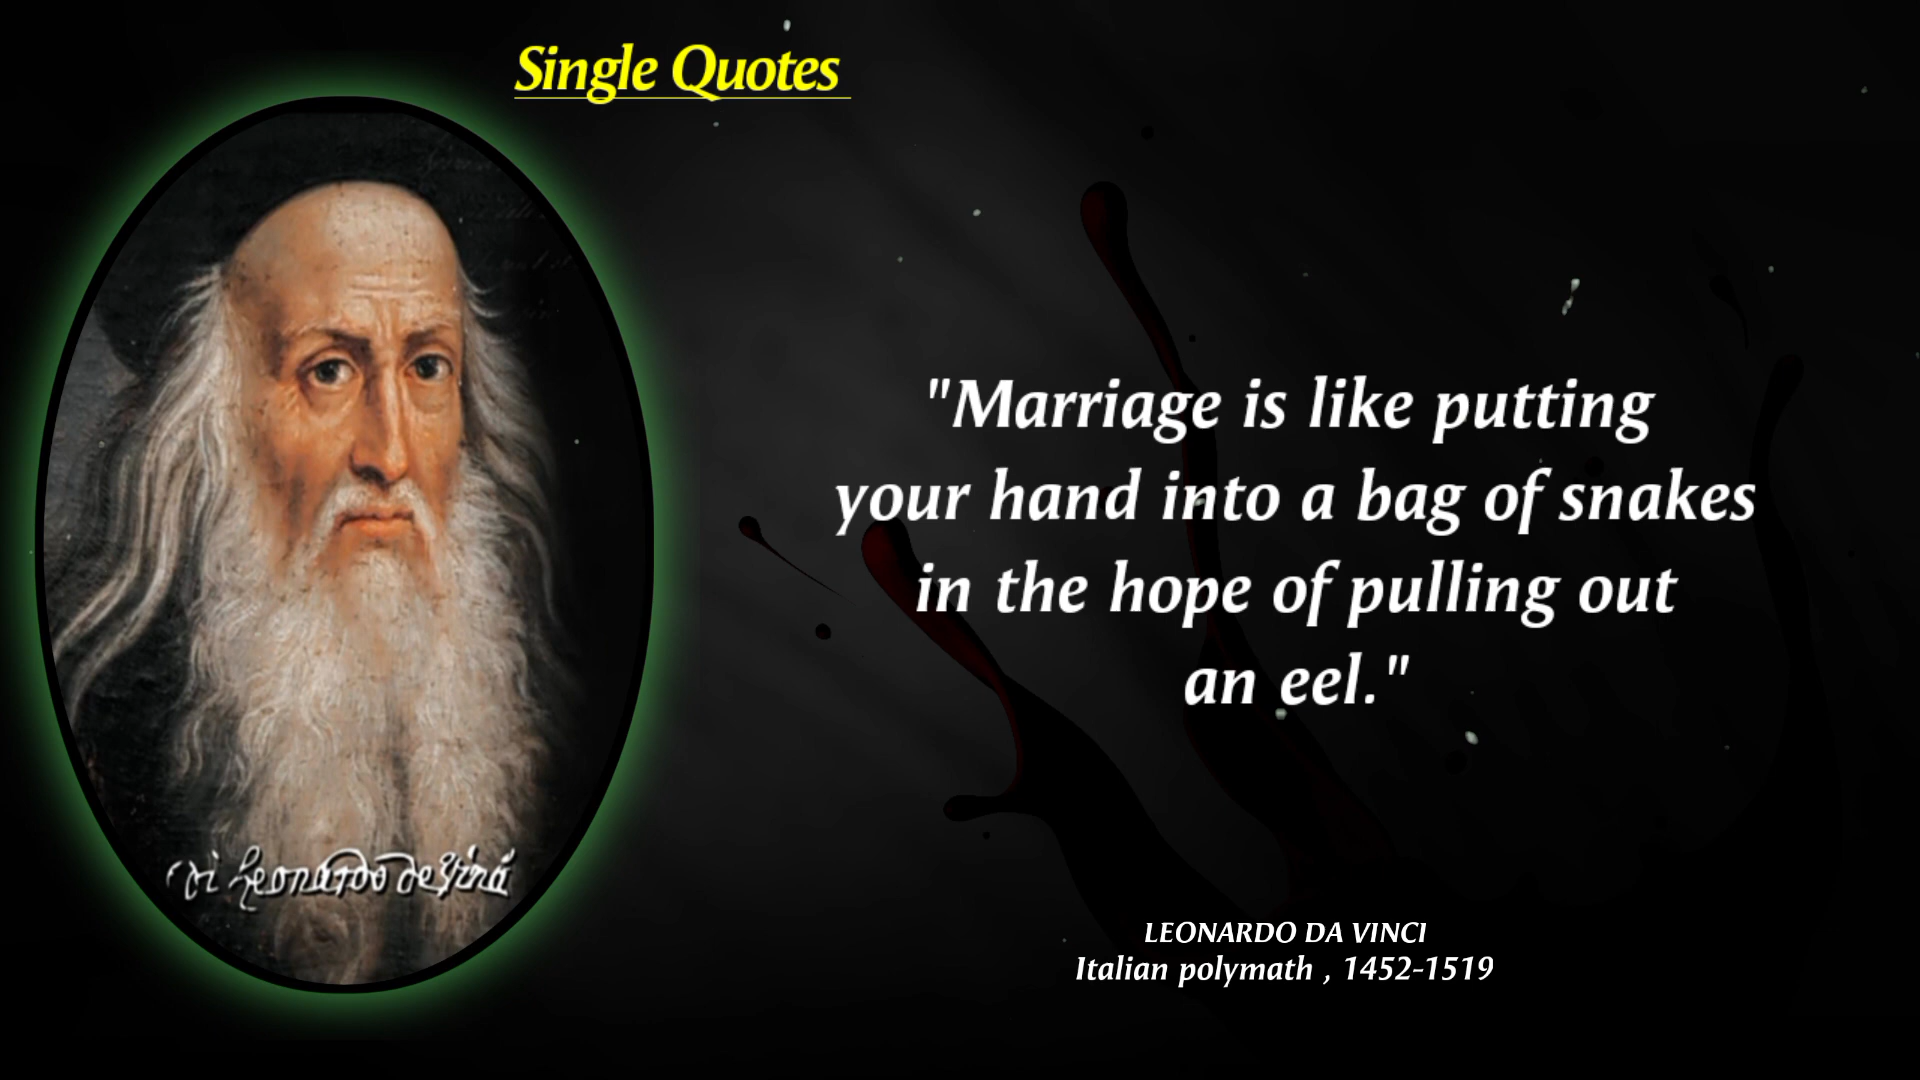 Single Quotes
"Marriage is like putting
your hand into a bag of snakes
in the hope of pulling out
an eel."
LEONARDO DA VINCI
Italian polymath , 1452-1519